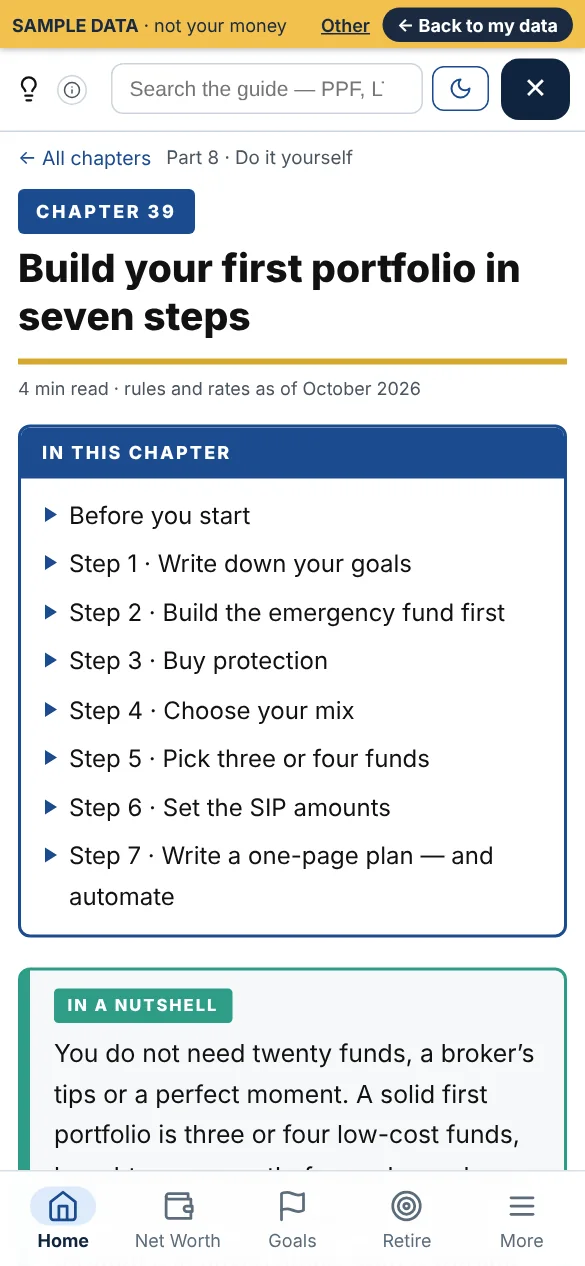 SAMPLE DATA · not your money Other ← Back to my data
Search the guide — PPF, L
← All chapters Part 8 · Do it yourself
CHAPTER 39
Build your first portfolio in
seven steps
4 min read · rules and rates as of October 2026
IN THIS CHAPTER
Before you start
Step 1 · Write down your goals
Step 2 · Build the emergency fund first
Step 3 · Buy protection
Step 4 · Choose your mix
Step 5 · Pick three or four funds
Step 6 · Set the SIP amounts
Step 7 · Write a one-page plan — and
automate
IN A NUTSHELL
You do not need twenty funds, a broker’s
tips or a perfect moment. A solid first
portfolio is three or four low-cost funds,
Home Net Worth Goals Retire More